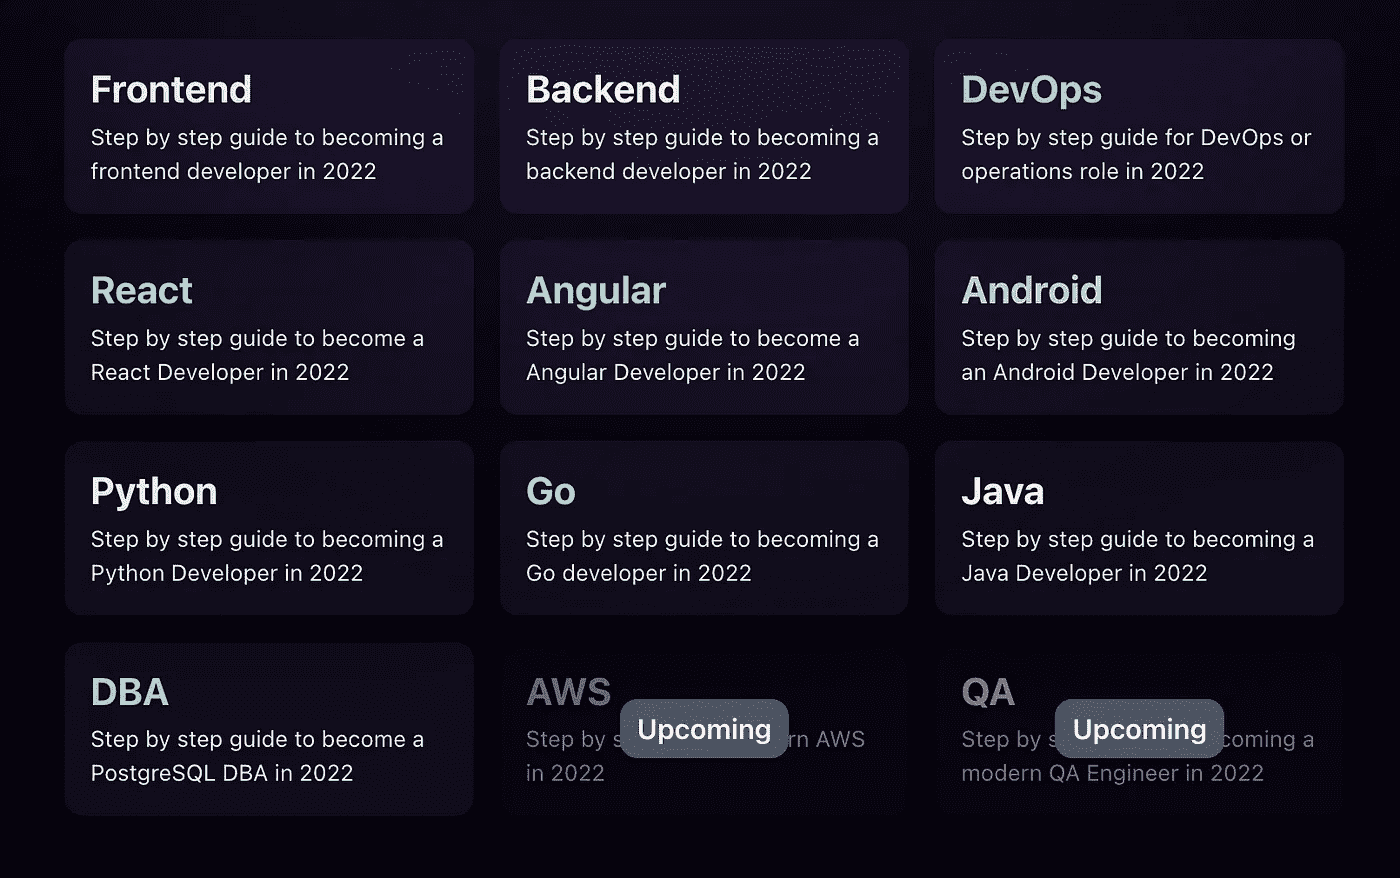 Frontend
Step by step guide to becoming a
frontend developer in 2022
Backend
Step by step guide to becoming a
backend developer in 2022
DevOps
Step by step guide for DevOps or
operations role in 2022
React
Step by step guide to become a
React Developer in 2022
Angular
Step by step guide to become a
Angular Developer in 2022
Android
Step by step guide to becoming
an Android Developer in 2022
Python
Step by step guide to becoming a
Python Developer in 2022
Go
Step by step guide to becoming a
Go developer in 2022
Java
Step by step guide to becoming a
Java Developer in 2022
DBA
Step by step guide to become a
PostgreSQL DBA in 2022
AWS
Upcoming
Step by AWS
in 2022
QA
Upcoming
Step by a
modern QA Engineer in 2022